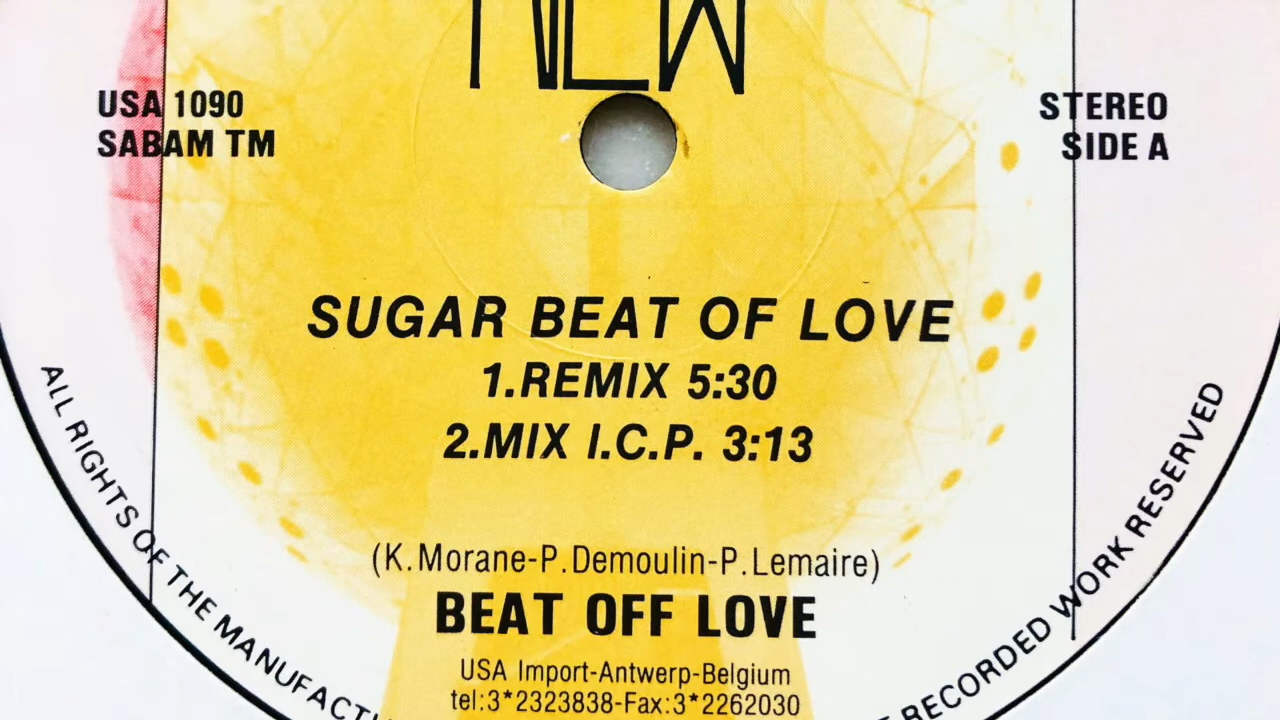 NEW
USA 1090
SABAM TM
STEREO
SIDE A
SUGAR BEAT OF LOVE
1.REMIX 5:30
2.MIX I.C.P. 3:13
(K.Morane-P.Demoulin-P.Lemaire)
BEAT OFF LOVE
USA Import-Antwerp-Belgium
tel:3*2323838-Fax:3*2262030
ALL RIGHTS OF THE MANUFACTU
RECORDED WORK RESERVED